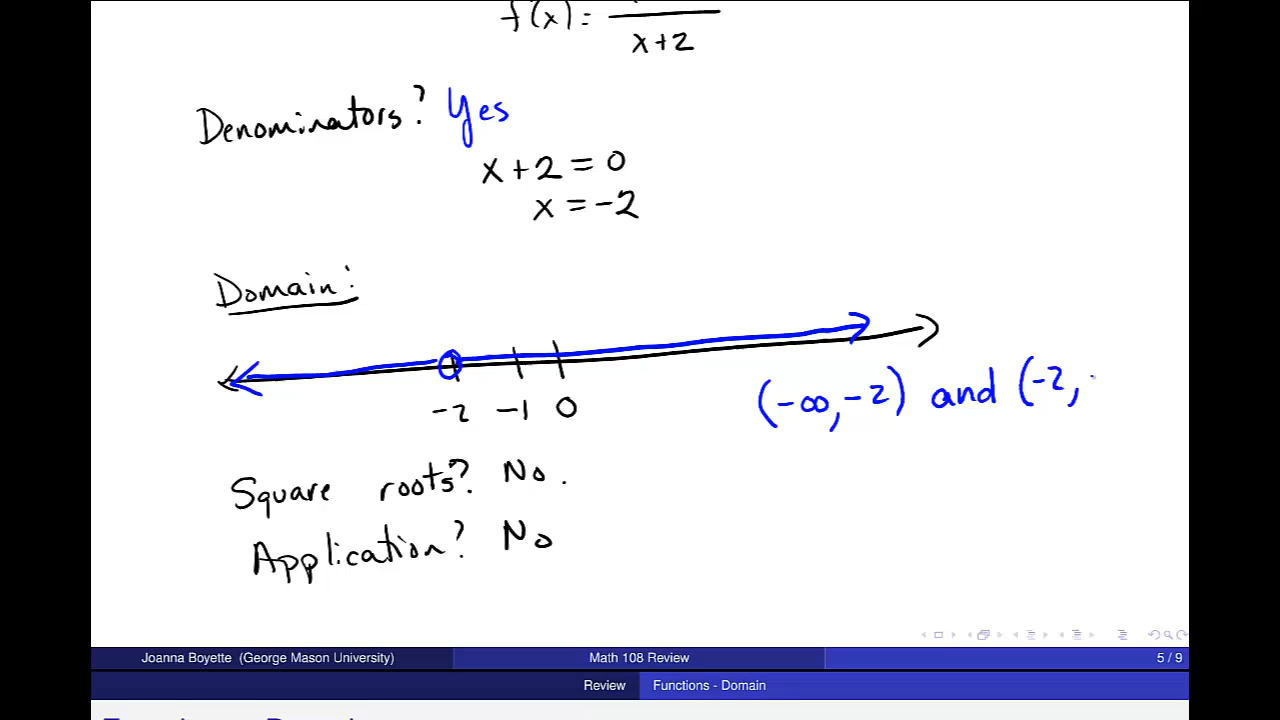 f(x) =
x+2
Denominators? Yes
x+2=0
x=-2
Domain:
-2 -1 0
(-∞,-2) and (-2,
Square roots? No.
Application? No
Joanna Boyette (George Mason University) Math 108 Review 5 / 9
Review Functions - Domain